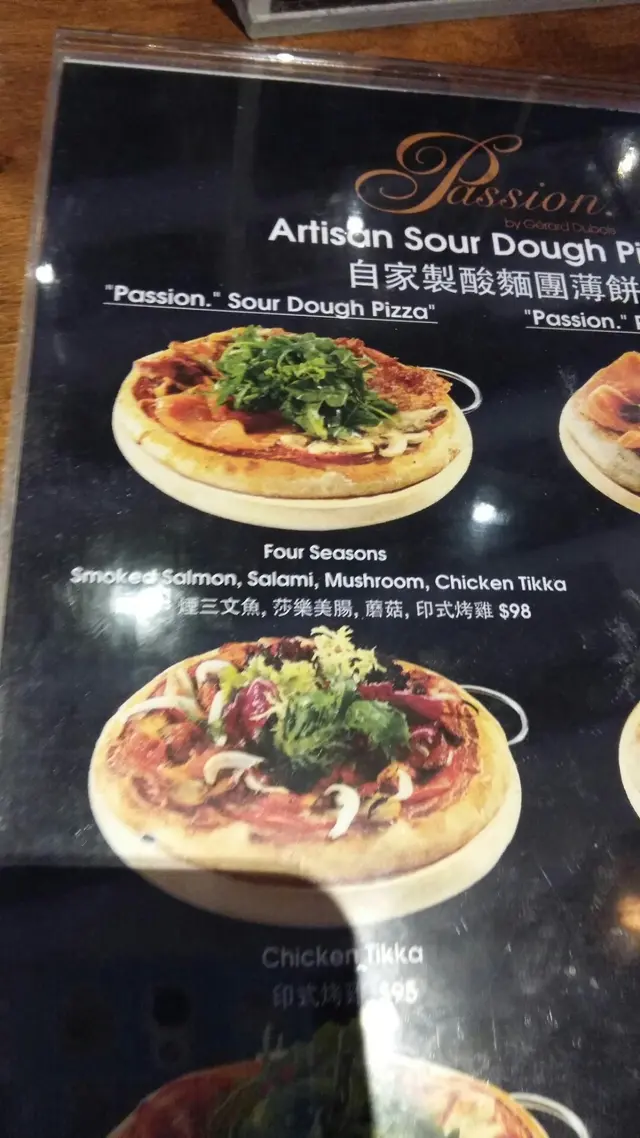 Passion.
by Gérard Dubois
Artisan Sour Dough
自家製酸麵團薄餅
"Passion." Sour Dough Pizza"
"Passion."
Four Seasons
Smoked Salmon, Salami, Mushroom, Chicken Tikka
煙三文魚, 莎樂美腸, 蘑菇, 印式烤雞 $98
Chicken Tikka
印式烤雞 $95